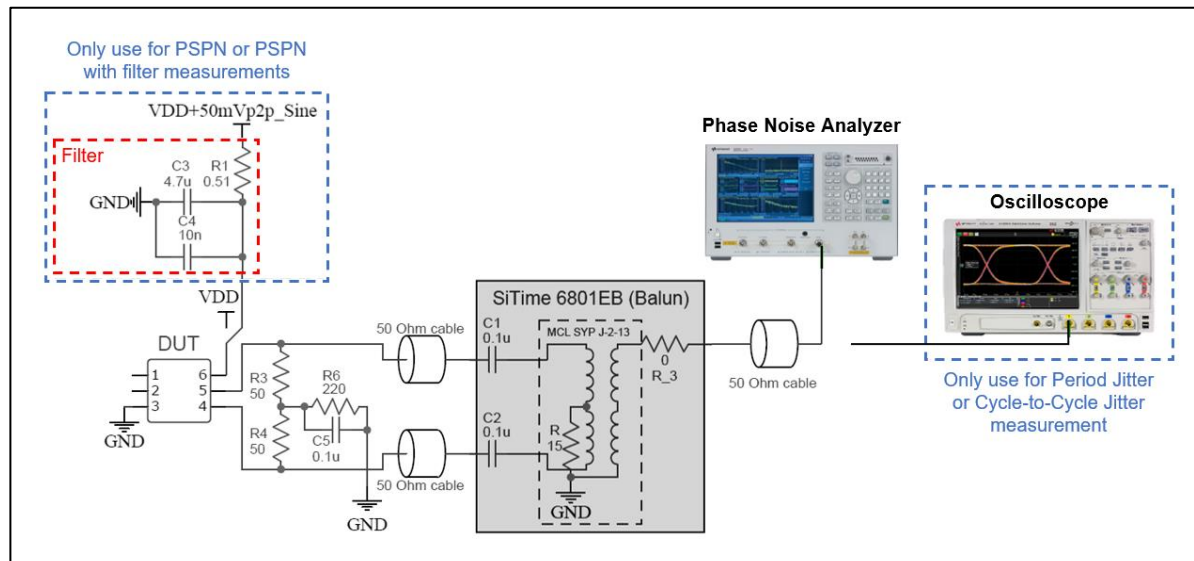 Only use for PSPN or PSPN
with filter measurements
VDD+50mVp2p_Sine
Filter
C3
4.7u
R1
0.51
GND
C4
10n
VDD
DUT
1
2
3
6
5
4
GND
R3
50
R4
50
R6
220
C5
0.1u
GND
50 Ohm cable
50 Ohm cable
SiTime 6801EB (Balun)
C1
0.1u
C2
0.1u
MCL SYP J-2-13
R
15
GND
0
R_3
50 Ohm cable
Phase Noise Analyzer
Oscilloscope
Only use for Period Jitter
or Cycle-to-Cycle Jitter
measurement